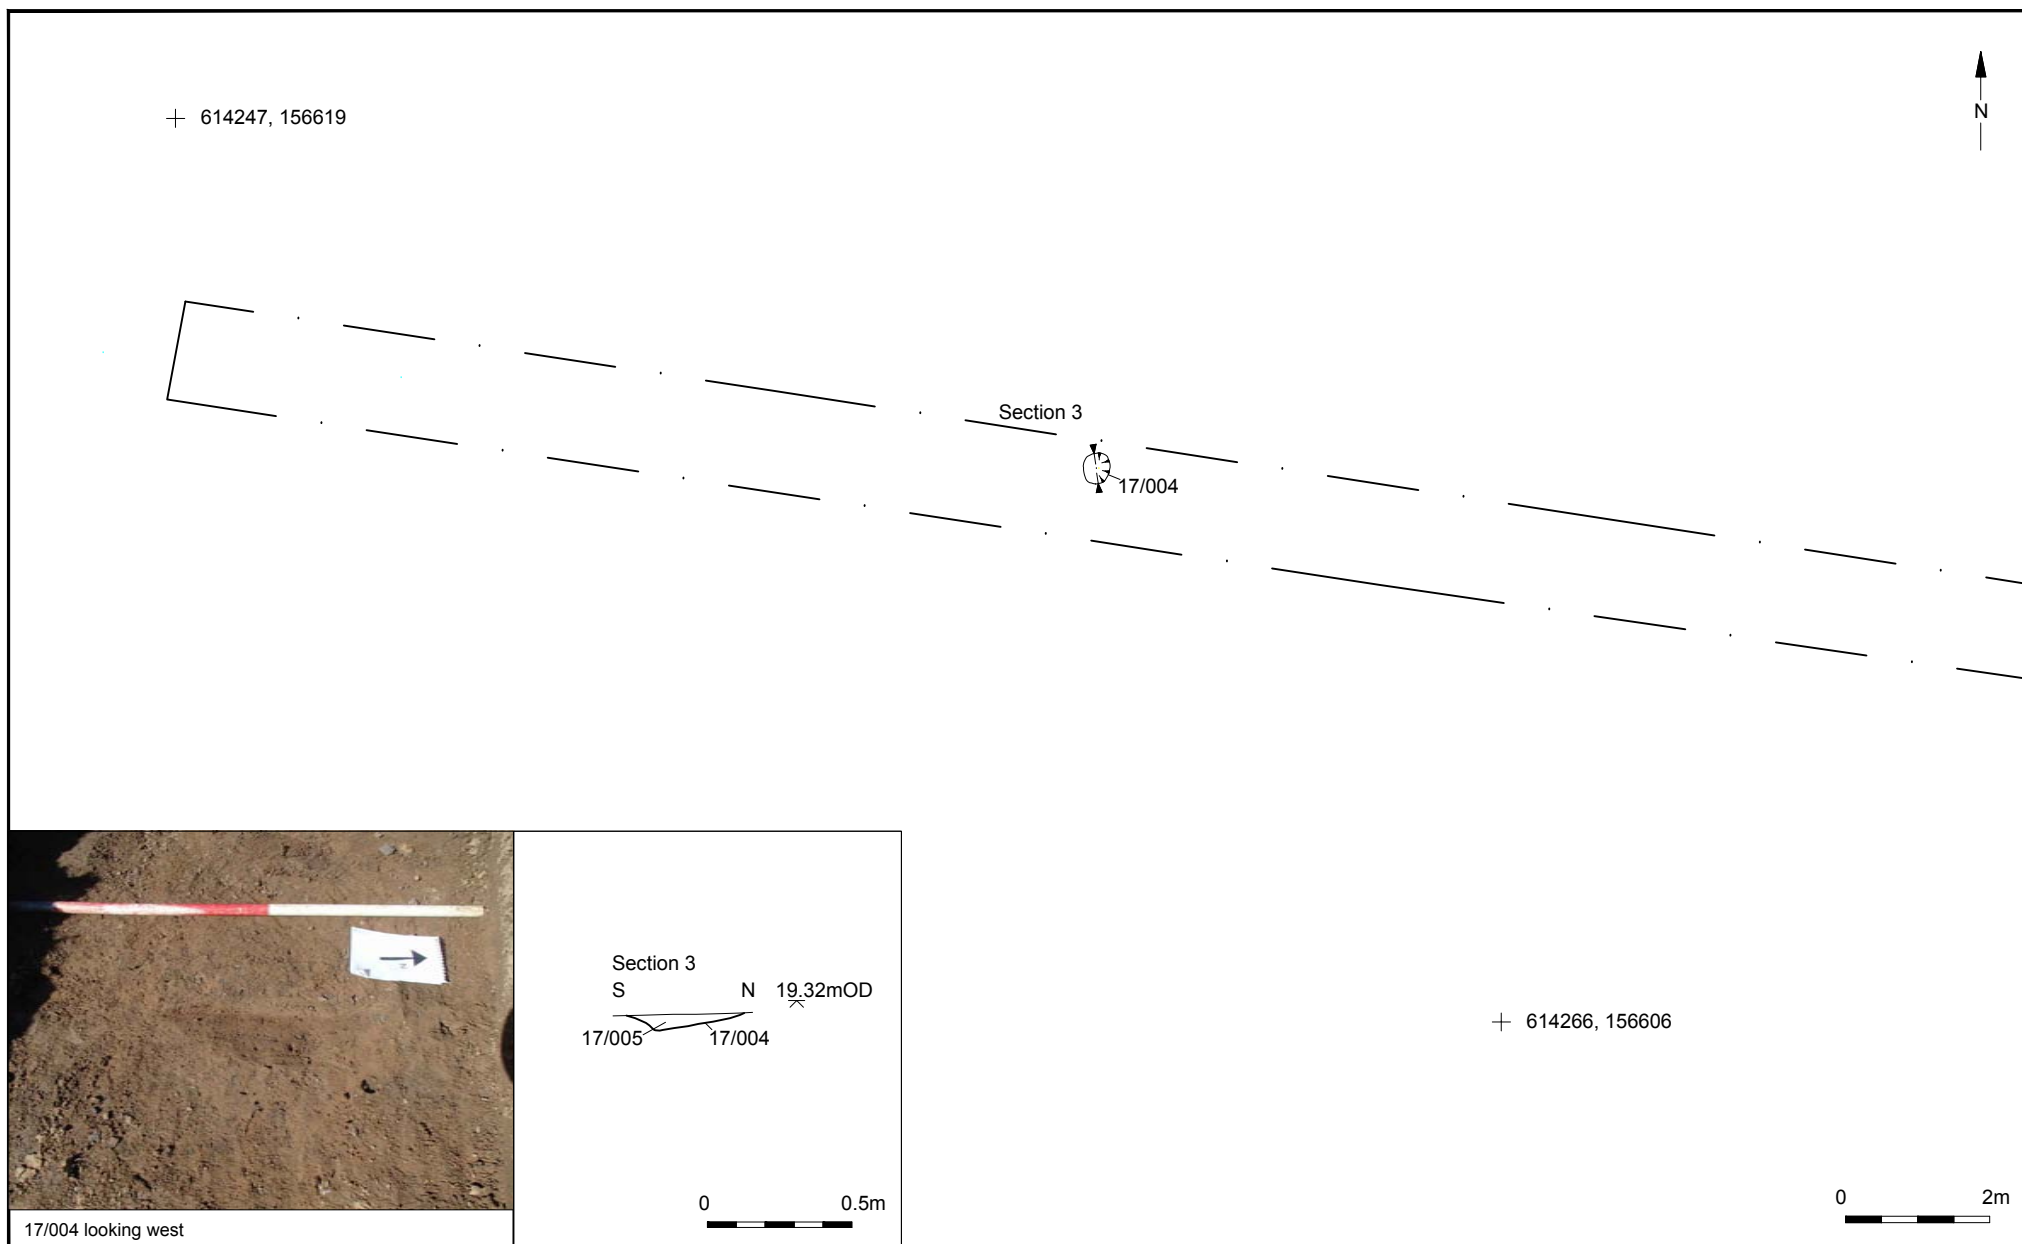 N
614247, 156619
Section 3
17/004
Section 3
S N 19.32mOD
17/005 17/004
614266, 156606
0 0.5m
0 2m
17/004 looking west